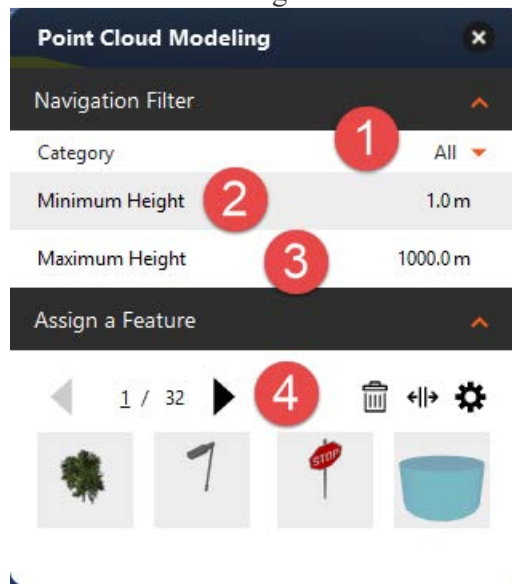 Point Cloud Modeling
Navigation Filter
1
Category All
Minimum Height 2 1.0 m
Maximum Height 3 1000.0 m
Assign a Feature
1 / 32 4
STOP